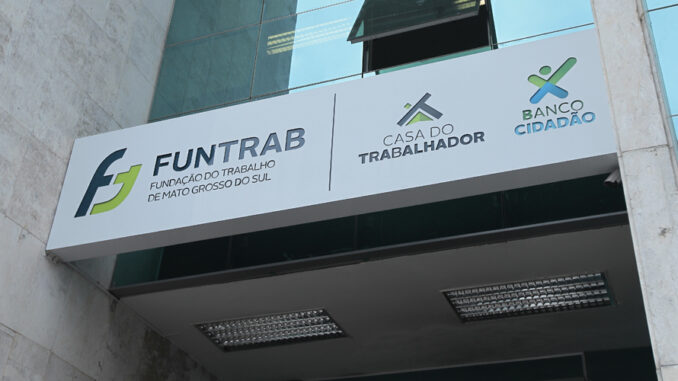 FUNTRAB
FUNDAÇÃO DO TRABALHO
DE MATO GROSSO DO SUL
CASA DO
TRABALHADOR
BANCO
CIDADÃO